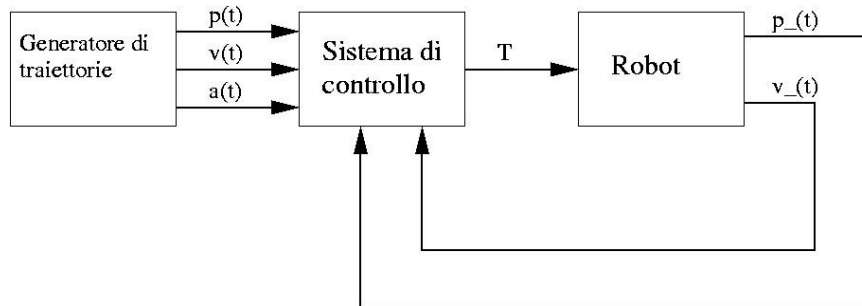 Generatore di
traiettorie
p(t)
v(t)
a(t)
Sistema di
controllo
T
Robot
p_(t)
v_(t)